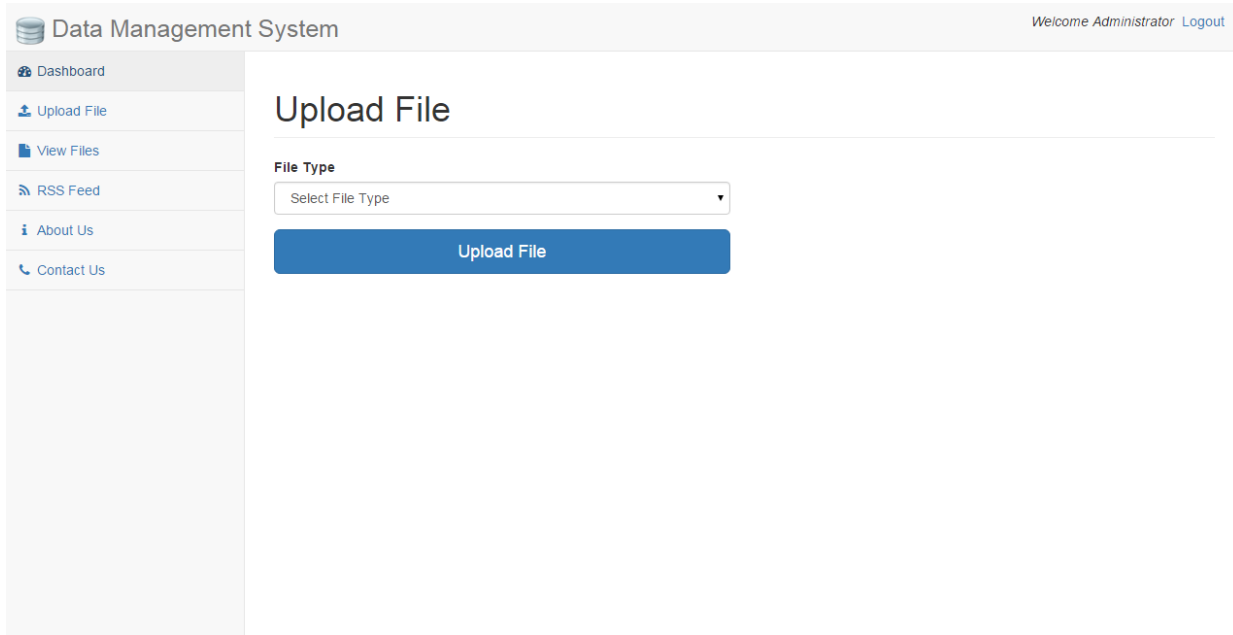 Data Management System
Welcome Administrator Logout
Dashboard
Upload File
View Files
RSS Feed
About Us
Contact Us
Upload File
File Type
Select File Type
Upload File